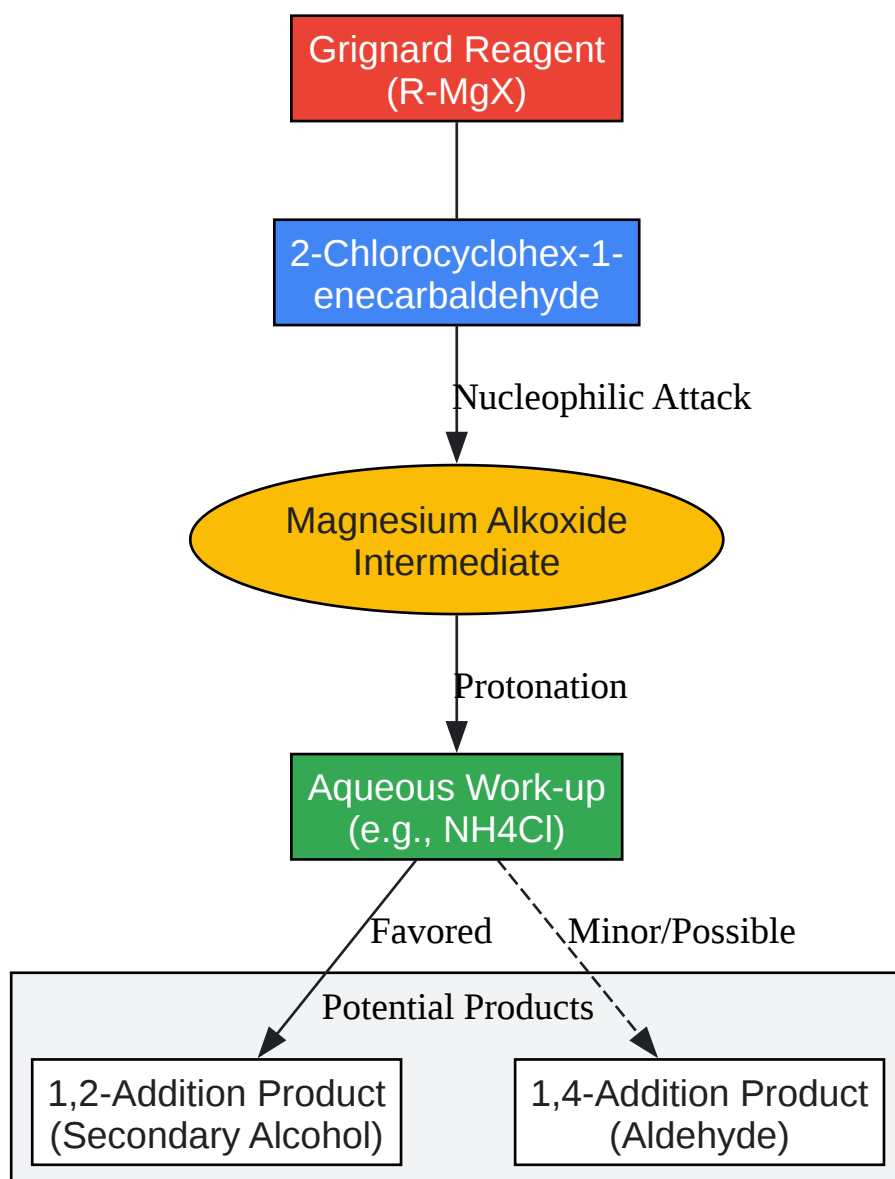 Grignard Reagent
(R-MgX)
2-Chlorocyclohex-1-
enecarbaldehyde
Nucleophilic Attack
Magnesium Alkoxide
Intermediate
Protonation
Aqueous Work-up
(e.g., NH4Cl)
Favored
Minor/Possible
Potential Products
1,2-Addition Product
(Secondary Alcohol)
1,4-Addition Product
(Aldehyde)